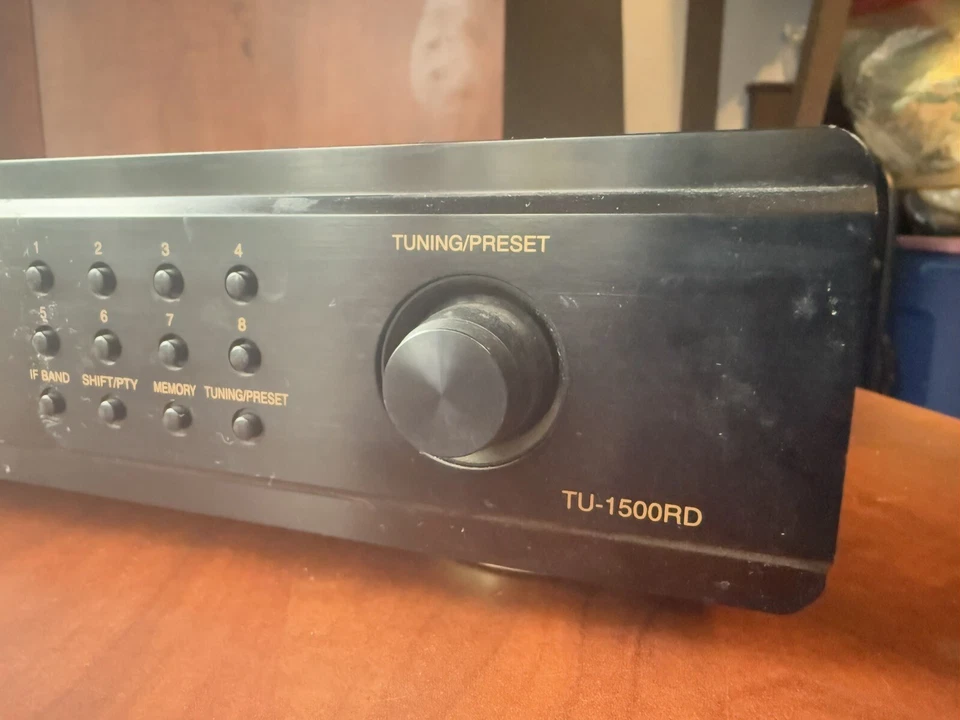 1 2 3 4
TUNING/PRESET
5 6 7 8
IF BAND SHIFT/PTY MEMORY TUNING/PRESET
TU-1500RD